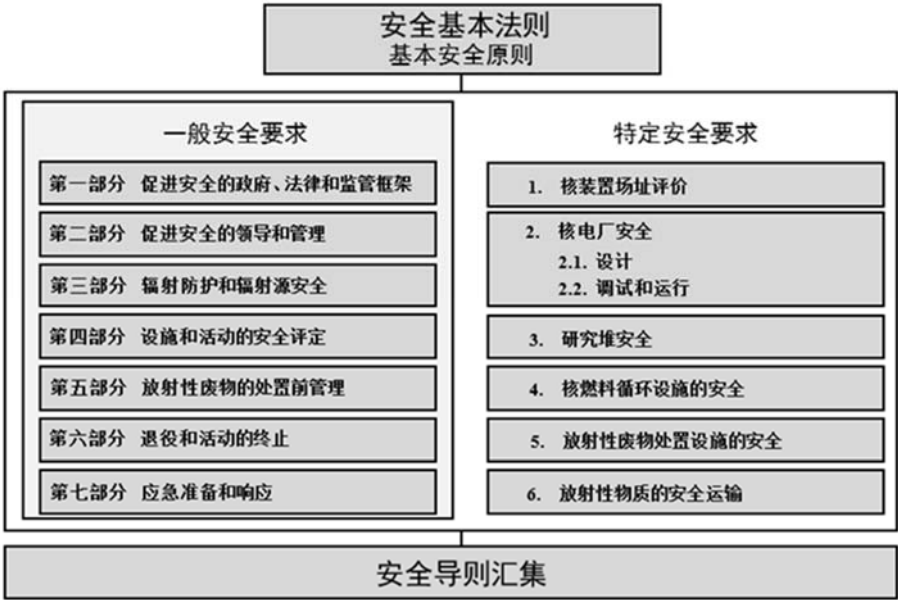 安全基本法则
基本安全原则
一般安全要求
第一部分 促进安全的政府、法律和监管框架
第二部分 促进安全的领导和管理
第三部分 辐射防护和辐射源安全
第四部分 设施和活动的安全评定
第五部分 放射性废物的处置前管理
第六部分 退役和活动的终止
第七部分 应急准备和响应
特定安全要求
1. 核装置场址评价
2. 核电厂安全
2.1. 设计
2.2. 调试和运行
3. 研究堆安全
4. 核燃料循环设施的安全
5. 放射性废物处置设施的安全
6. 放射性物质的安全运输
安全导则汇集